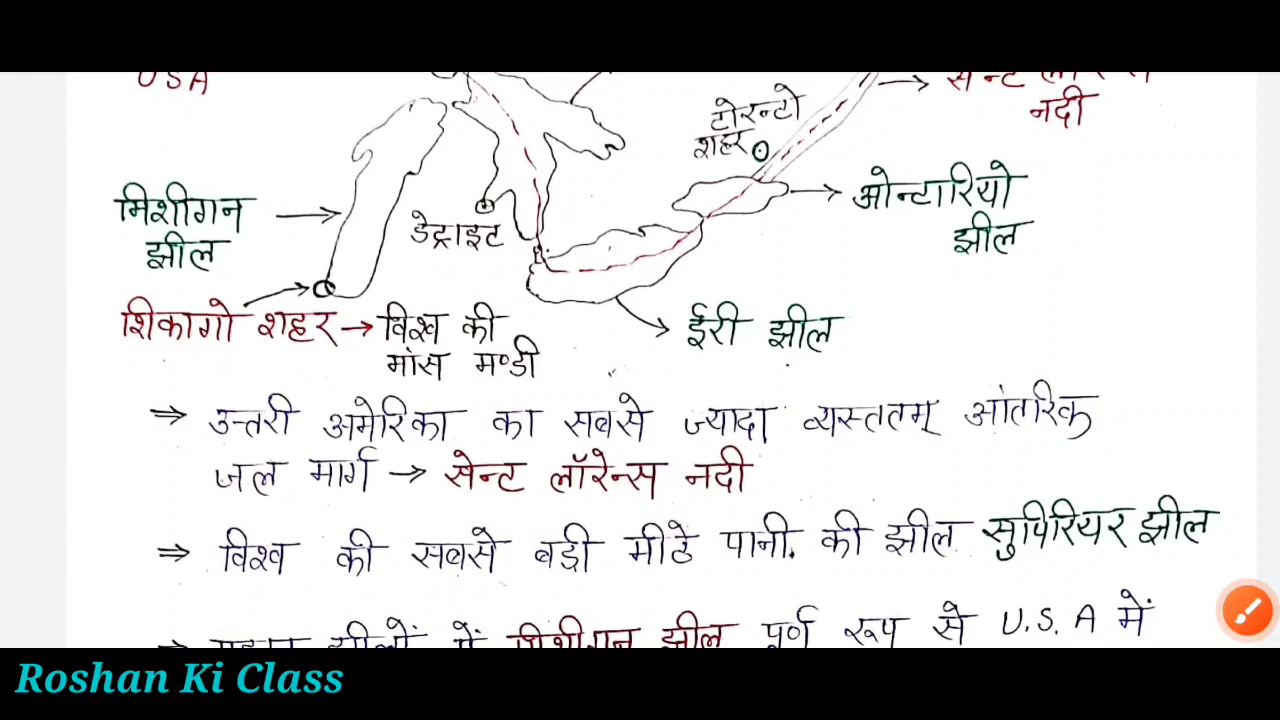 USA
टोरन्टो
शहर
नदी
मिशीगन
झील
डेट्राइट
ओन्टारियो
झील
शिकागो शहर → विश्व की
मांस मण्डी
ईरी झील
⇒ उत्तरी अमेरिका का सबसे ज्यादा व्यस्ततम् आंतरिक
जल मार्ग → सेन्ट लॉरेन्स नदी
⇒ विश्व की सबसे बड़ी मीठे पानी की झील सुपिरियर झील
मिशीगन झील पूर्ण रूप से U.S.A में
Roshan Ki Class